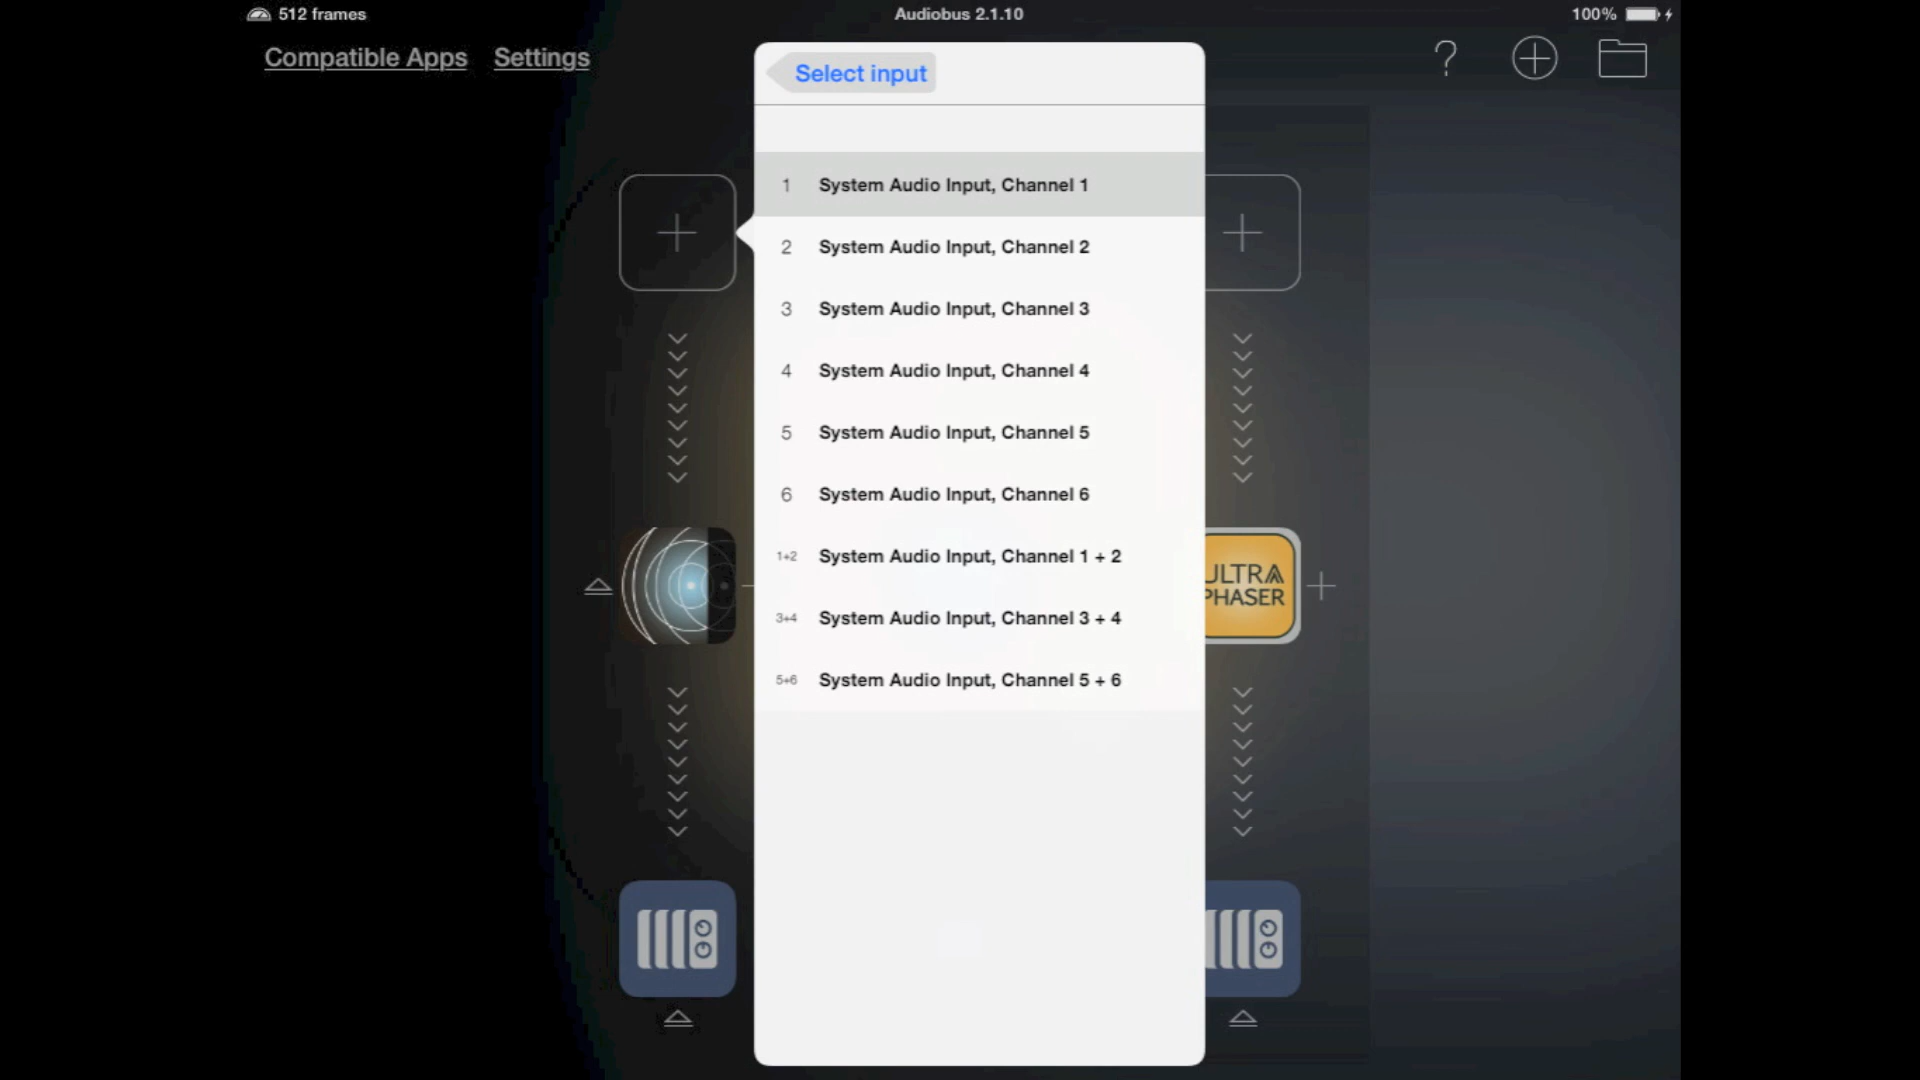 512 frames
Audiobus 2.1.10
100%
Compatible Apps
Settings
?
Select input
1 System Audio Input, Channel 1
2 System Audio Input, Channel 2
3 System Audio Input, Channel 3
4 System Audio Input, Channel 4
5 System Audio Input, Channel 5
6 System Audio Input, Channel 6
1+2 System Audio Input, Channel 1 + 2
3+4 System Audio Input, Channel 3 + 4
5+6 System Audio Input, Channel 5 + 6
ULTRA
PHASER